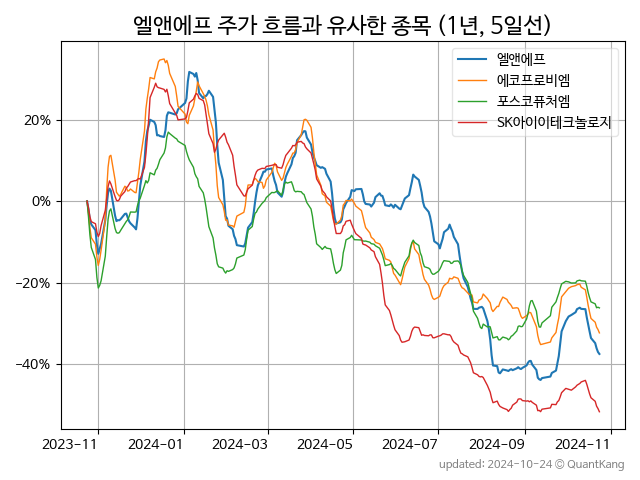 엘앤에프 주가 흐름과 유사한 종목 (1년, 5일선)
엘앤에프
에코프로비엠
포스코퓨처엠
SK아이이테크놀로지
20%
0%
−20%
−40%
2023-11 2024-01 2024-03 2024-05 2024-07 2024-09 2024-11
updated: 2024-10-24 © QuantKang